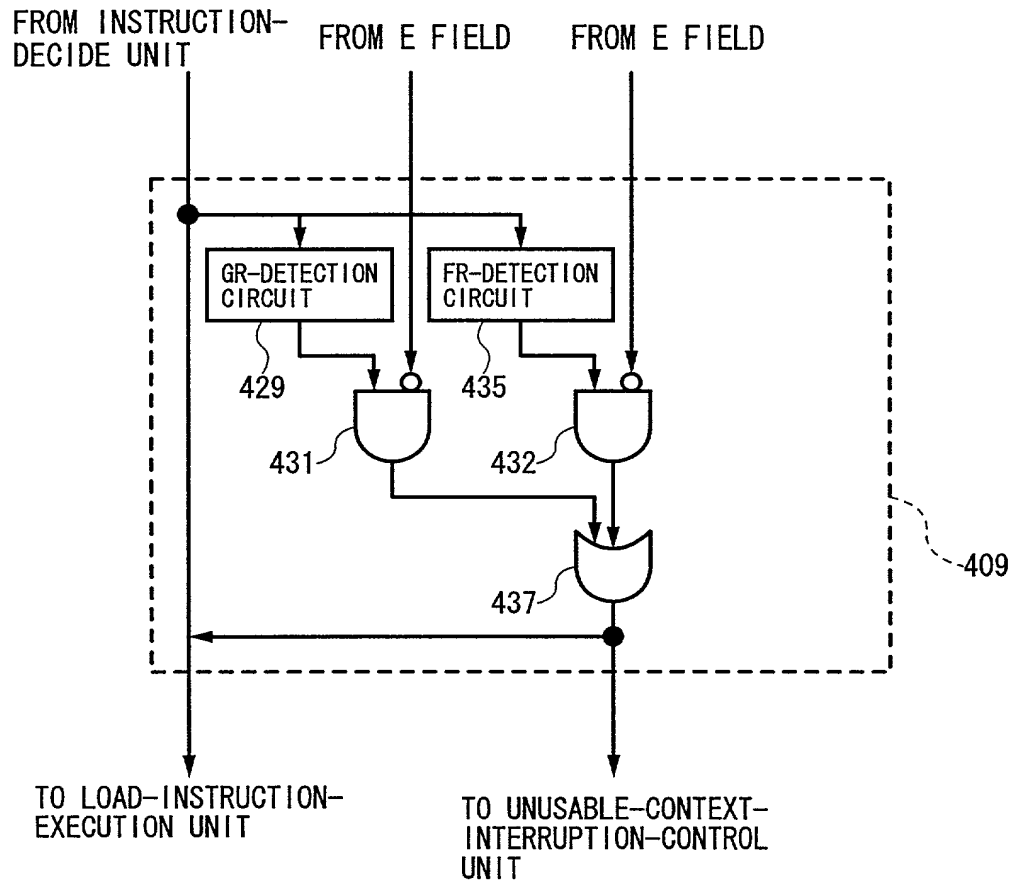 FROM INSTRUCTION-
DECIDE UNIT
FROM E FIELD
FROM E FIELD
GR-DETECTION
CIRCUIT
FR-DETECTION
CIRCUIT
429
435
431
432
437
409
TO LOAD-INSTRUCTION-
EXECUTION UNIT
TO UNUSABLE-CONTEXT-
INTERRUPTION-CONTROL
UNIT